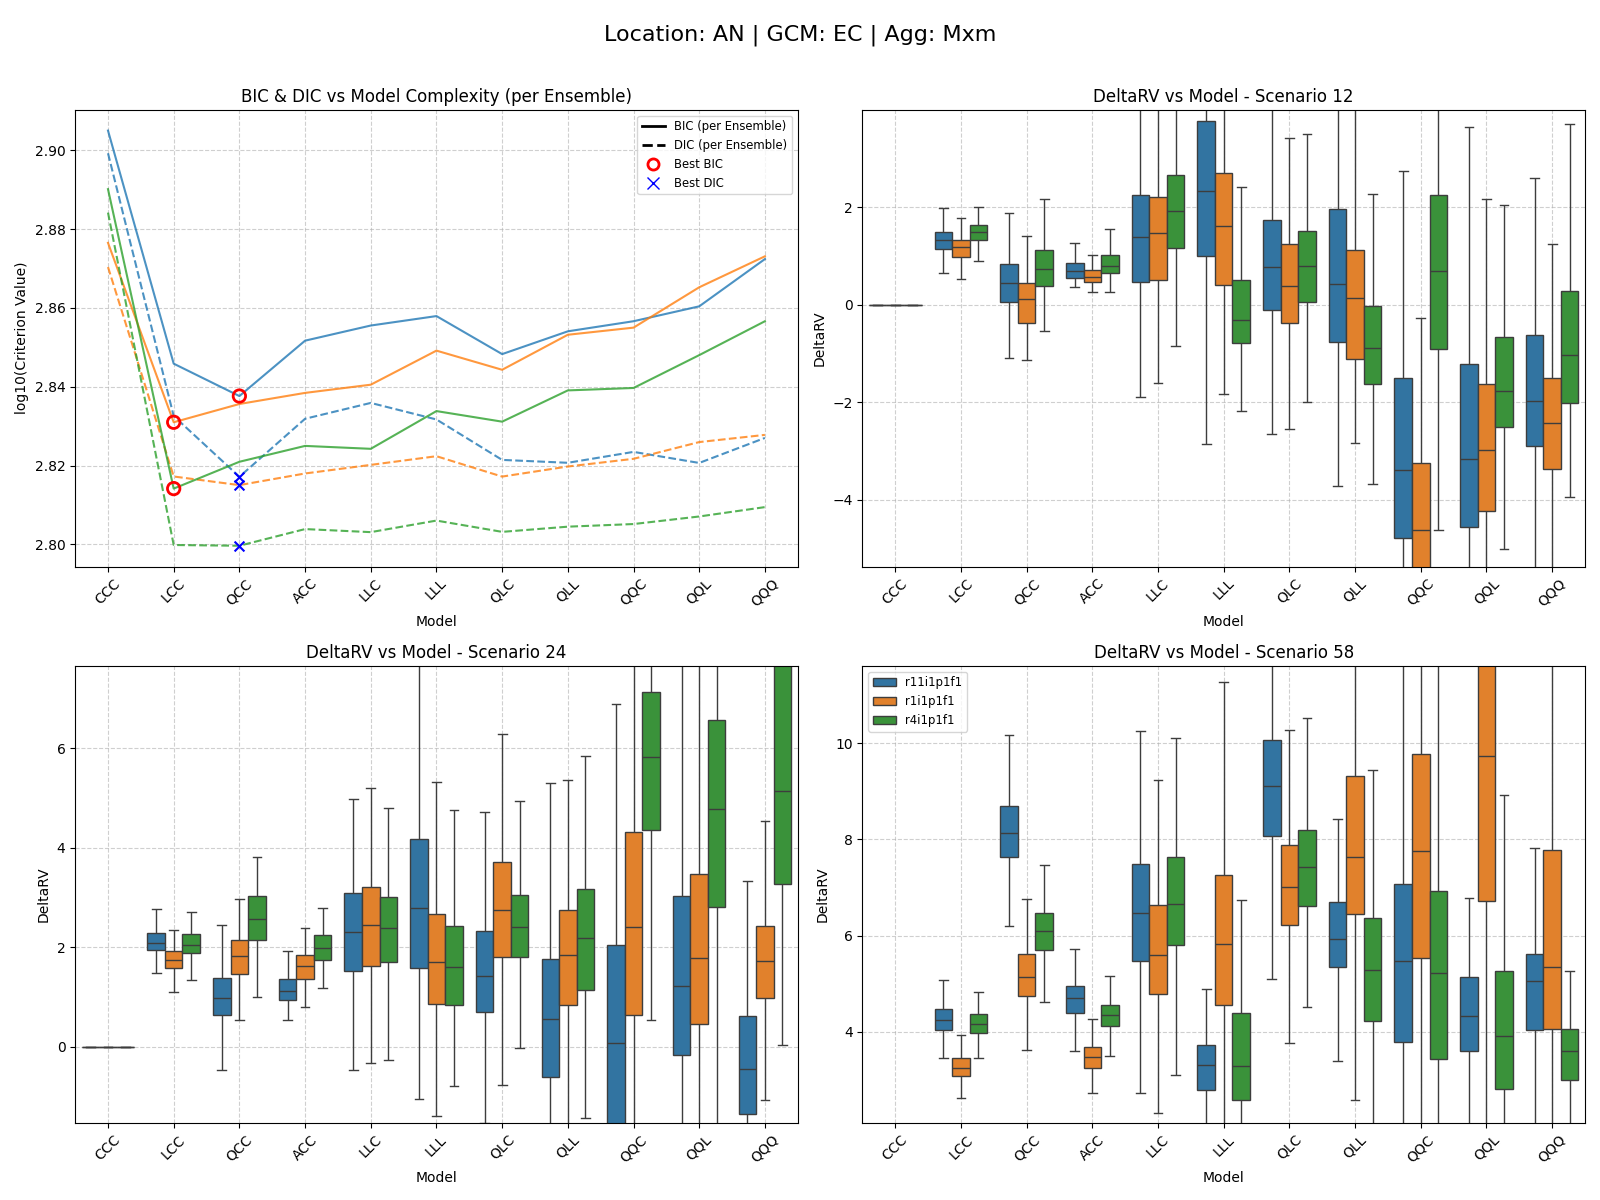 Location: AN | GCM: EC | Agg: Mxm
BIC & DIC vs Model Complexity (per Ensemble)
log10(Criterion Value)
2.90
2.88
2.86
2.84
2.82
2.80
BIC (per Ensemble)
DIC (per Ensemble)
Best BIC
Best DIC
CCC LCC QCC ACC LLC LLL QLC QLL QQC QQL QQQ
Model
DeltaRV vs Model - Scenario 12
DeltaRV
2
0
−2
−4
CCC LCC QCC ACC LLC LLL QLC QLL QQC QQL QQQ
Model
DeltaRV vs Model - Scenario 24
DeltaRV
6
4
2
0
CCC LCC QCC ACC LLC LLL QLC QLL QQC QQL QQQ
Model
DeltaRV vs Model - Scenario 58
DeltaRV
10
8
6
4
r11i1p1f1
r1i1p1f1
r4i1p1f1
CCC LCC QCC ACC LLC LLL QLC QLL QQC QQL QQQ
Model